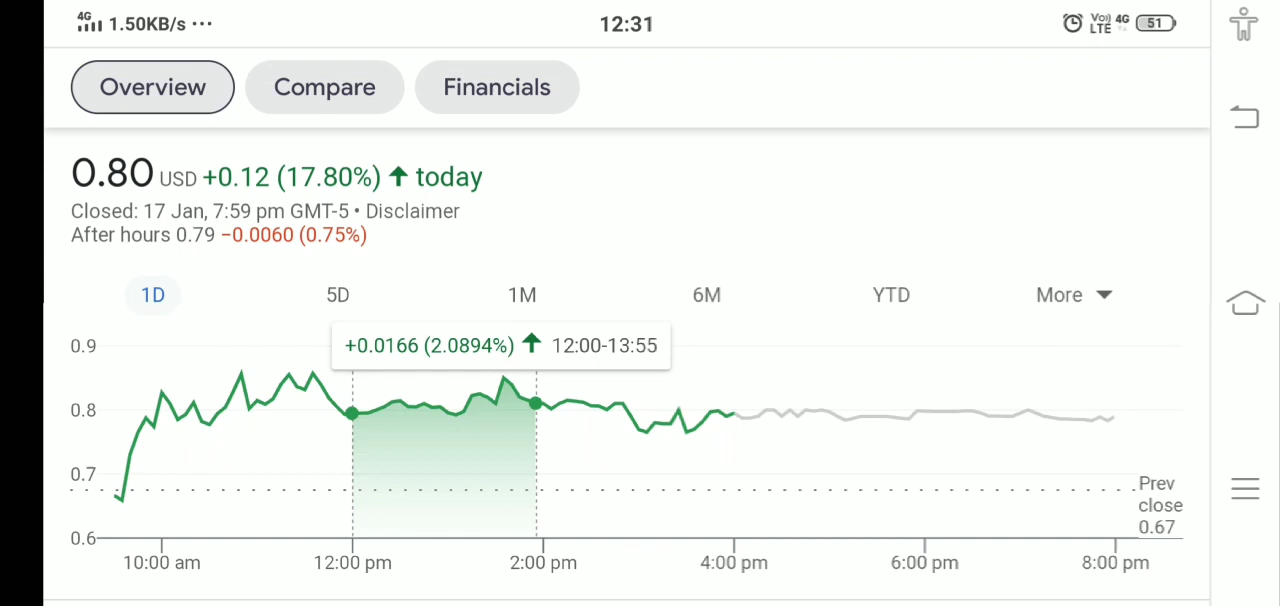 4G 1.50KB/s ··· 12:31 Vo)) LTE 4G 51
Overview Compare Financials
0.80 USD +0.12 (17.80%) ↑ today
Closed: 17 Jan, 7:59 pm GMT-5 • Disclaimer
After hours 0.79 −0.0060 (0.75%)
1D 5D 1M 6M YTD More
+0.0166 (2.0894%) ↑ 12:00-13:55
0.9
0.8
0.7
Prev
close
0.67
0.6
10:00 am 12:00 pm 2:00 pm 4:00 pm 6:00 pm 8:00 pm